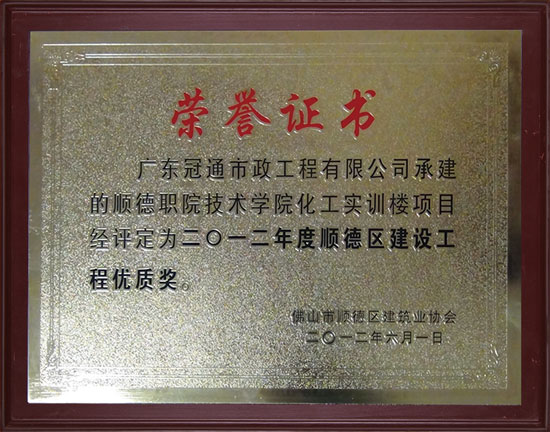 荣誉证书
广东冠通市政工程有限公司承建
的顺德职院技术学院化工实训楼项目
经评定为二〇一二年度顺德区建设工
程优质奖。
佛山市顺德区建筑业协会
二〇一二年六月一日